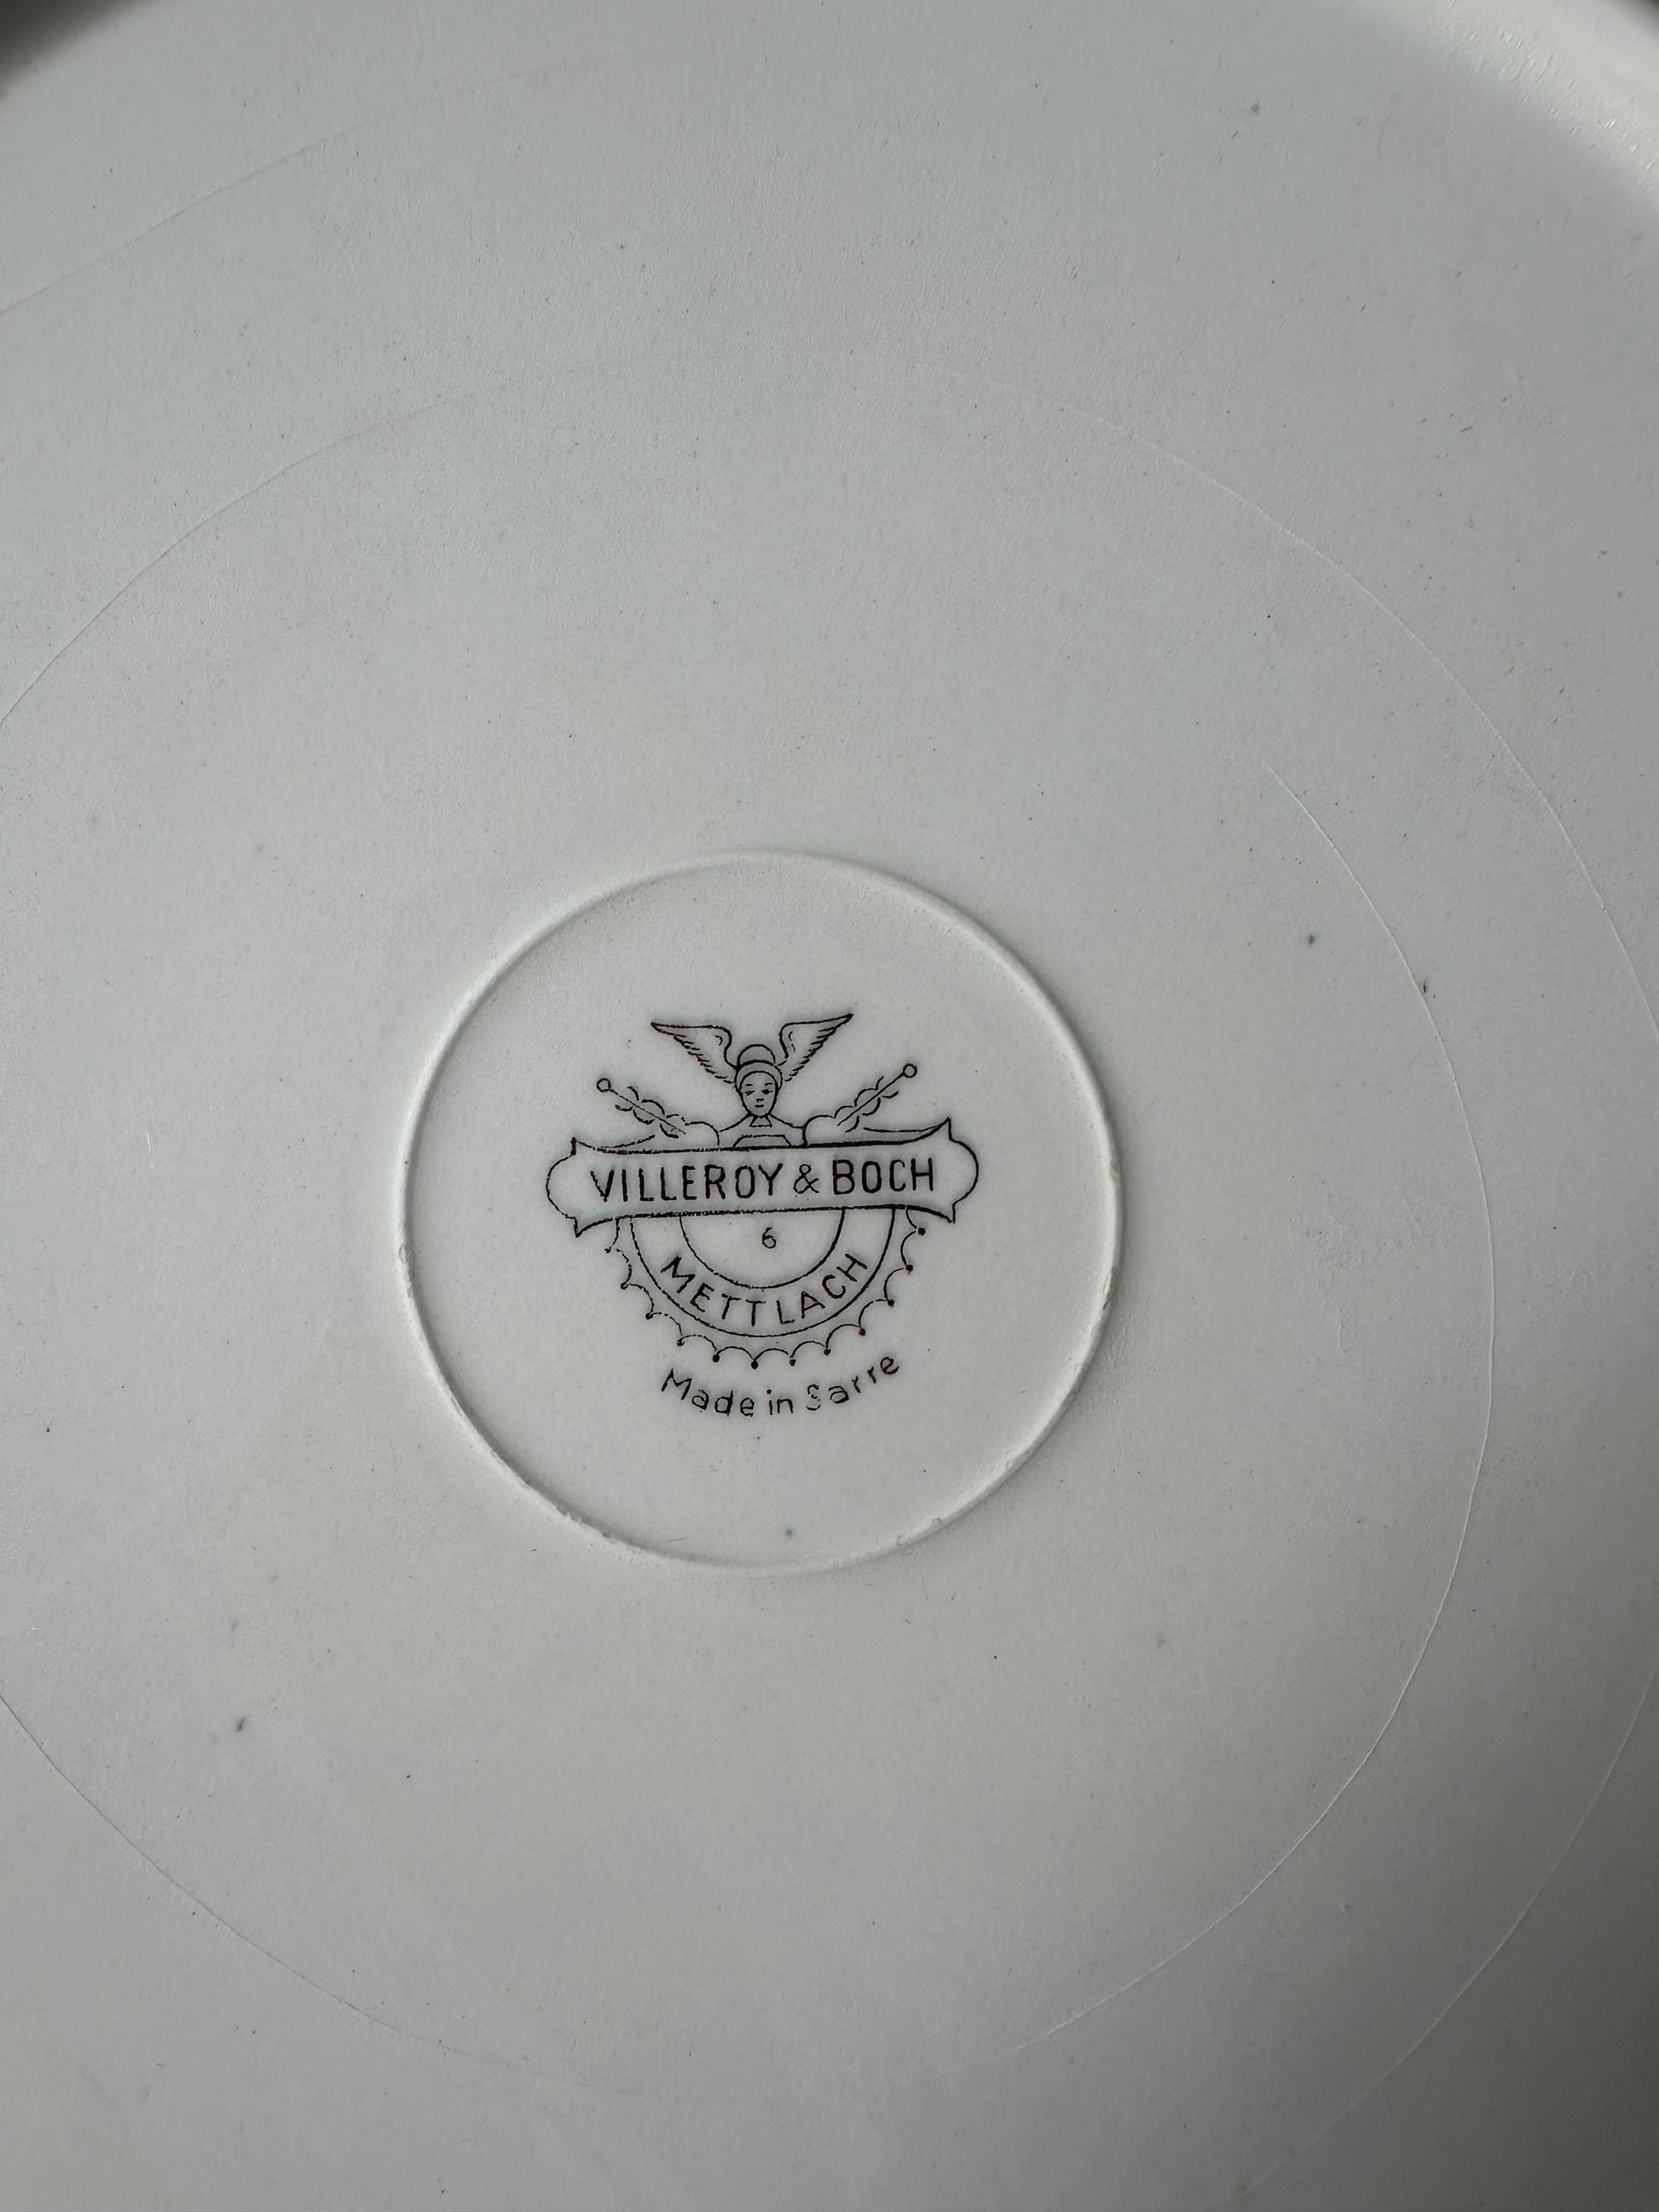 VILLEROY & BOCH
6
METTLACH
Made in Sarre